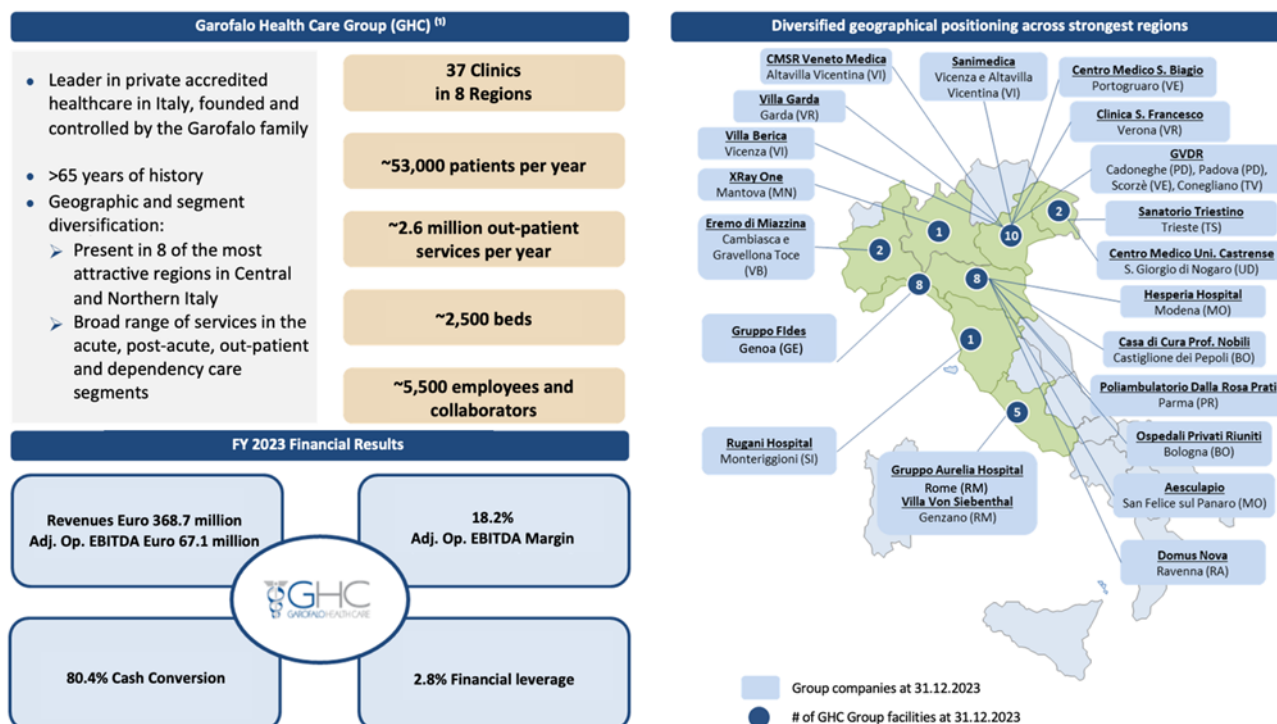 Garofalo Health Care Group (GHC) (1)
Leader in private accredited
healthcare in Italy, founded and
controlled by the Garofalo family
>65 years of history
Geographic and segment
diversification:
Present in 8 of the most
attractive regions in Central
and Northern Italy
Broad range of services in the
acute, post-acute, out-patient
and dependency care
segments
37 Clinics
in 8 Regions
~53,000 patients per year
~2.6 million out-patient
services per year
~2,500 beds
~5,500 employees and
collaborators
FY 2023 Financial Results
Revenues Euro 368.7 million
Adj. Op. EBITDA Euro 67.1 million
18.2%
Adj. Op. EBITDA Margin
GHC
GAROFALO HEALTH CARE
80.4% Cash Conversion
2.8% Financial leverage
Diversified geographical positioning across strongest regions
CMSR Veneto Medica
Altavilla Vicentina (VI)
Sanimedica
Vicenza e Altavilla
Vicentina (VI)
Centro Medico S. Biagio
Portogruaro (VE)
Villa Garda
Garda (VR)
Clinica S. Francesco
Verona (VR)
Villa Berica
Vicenza (VI)
GVDR
Cadoneghe (PD), Padova (PD),
Scorzè (VE), Conegliano (TV)
XRay One
Mantova (MN)
Sanatorio Triestino
Trieste (TS)
Eremo di Miazzina
Cambiasca e
Gravellona Toce
(VB)
Centro Medico Uni. Castrense
S. Giorgio di Nogaro (UD)
Hesperia Hospital
Modena (MO)
Gruppo FIdes
Genoa (GE)
Casa di Cura Prof. Nobili
Castiglione dei Pepoli (BO)
Poliambulatorio Dalla Rosa Prati
Parma (PR)
Rugani Hospital
Monteriggioni (SI)
Ospedali Privati Riuniti
Bologna (BO)
Gruppo Aurelia Hospital
Rome (RM)
Villa Von Siebenthal
Genzano (RM)
Aesculapio
San Felice sul Panaro (MO)
Domus Nova
Ravenna (RA)
2
1
10
2
8
8
1
5
Group companies at 31.12.2023
# of GHC Group facilities at 31.12.2023